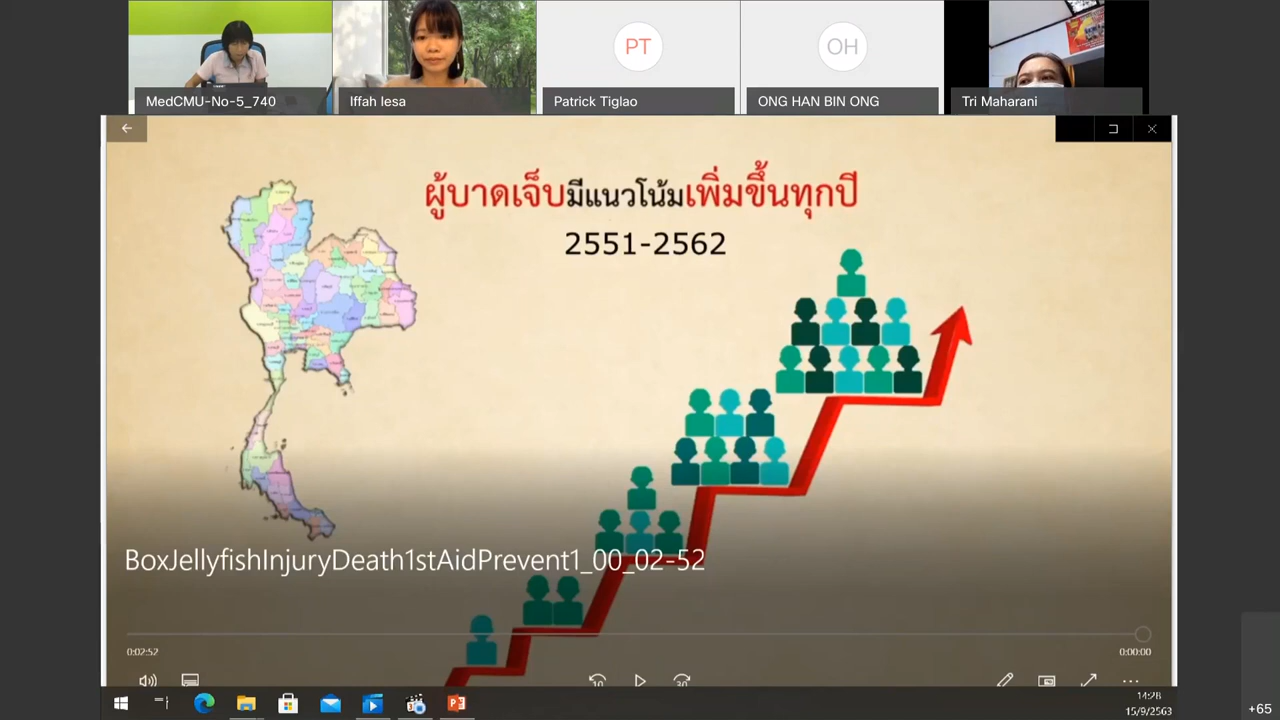 MedCMU-No-5_740
Iffah Iesa
PT
Patrick Tiglao
OH
ONG HAN BIN ONG
Tri Maharani
ผู้บาดเจ็บมีแนวโน้มเพิ่มขึ้นทุกปี
2551-2562
BoxJellyfishInjuryDeath1stAidPrevent1_00_02-52
0:02:52
0:00:00
10
30
14:28
15/9/2563
+65